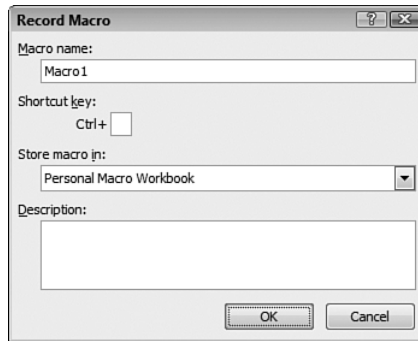 Record Macro
Macro name:
Macro1
Shortcut key:
Ctrl+
Store macro in:
Personal Macro Workbook
Description:
OK Cancel